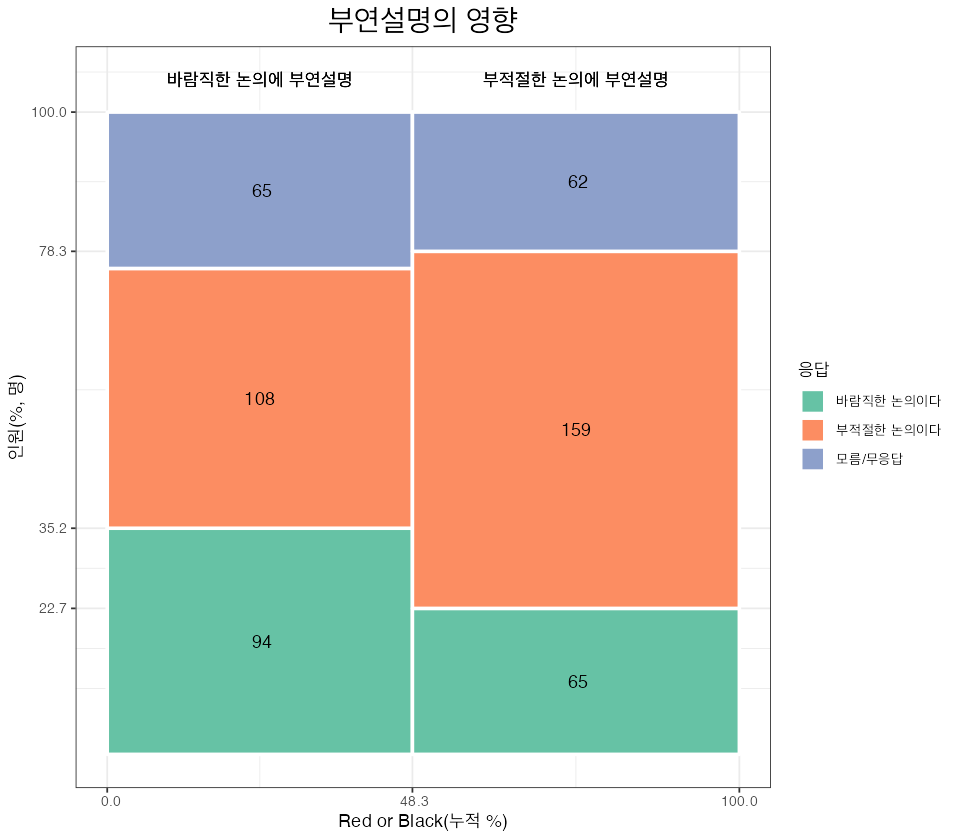 부연설명의 영향
바람직한 논의에 부연설명
부적절한 논의에 부연설명
100.0
78.3
35.2
22.7
인원(%, 명)
65
62
108
159
94
65
0.0
48.3
100.0
Red or Black(누적 %)
응답
바람직한 논의이다
부적절한 논의이다
모름/무응답